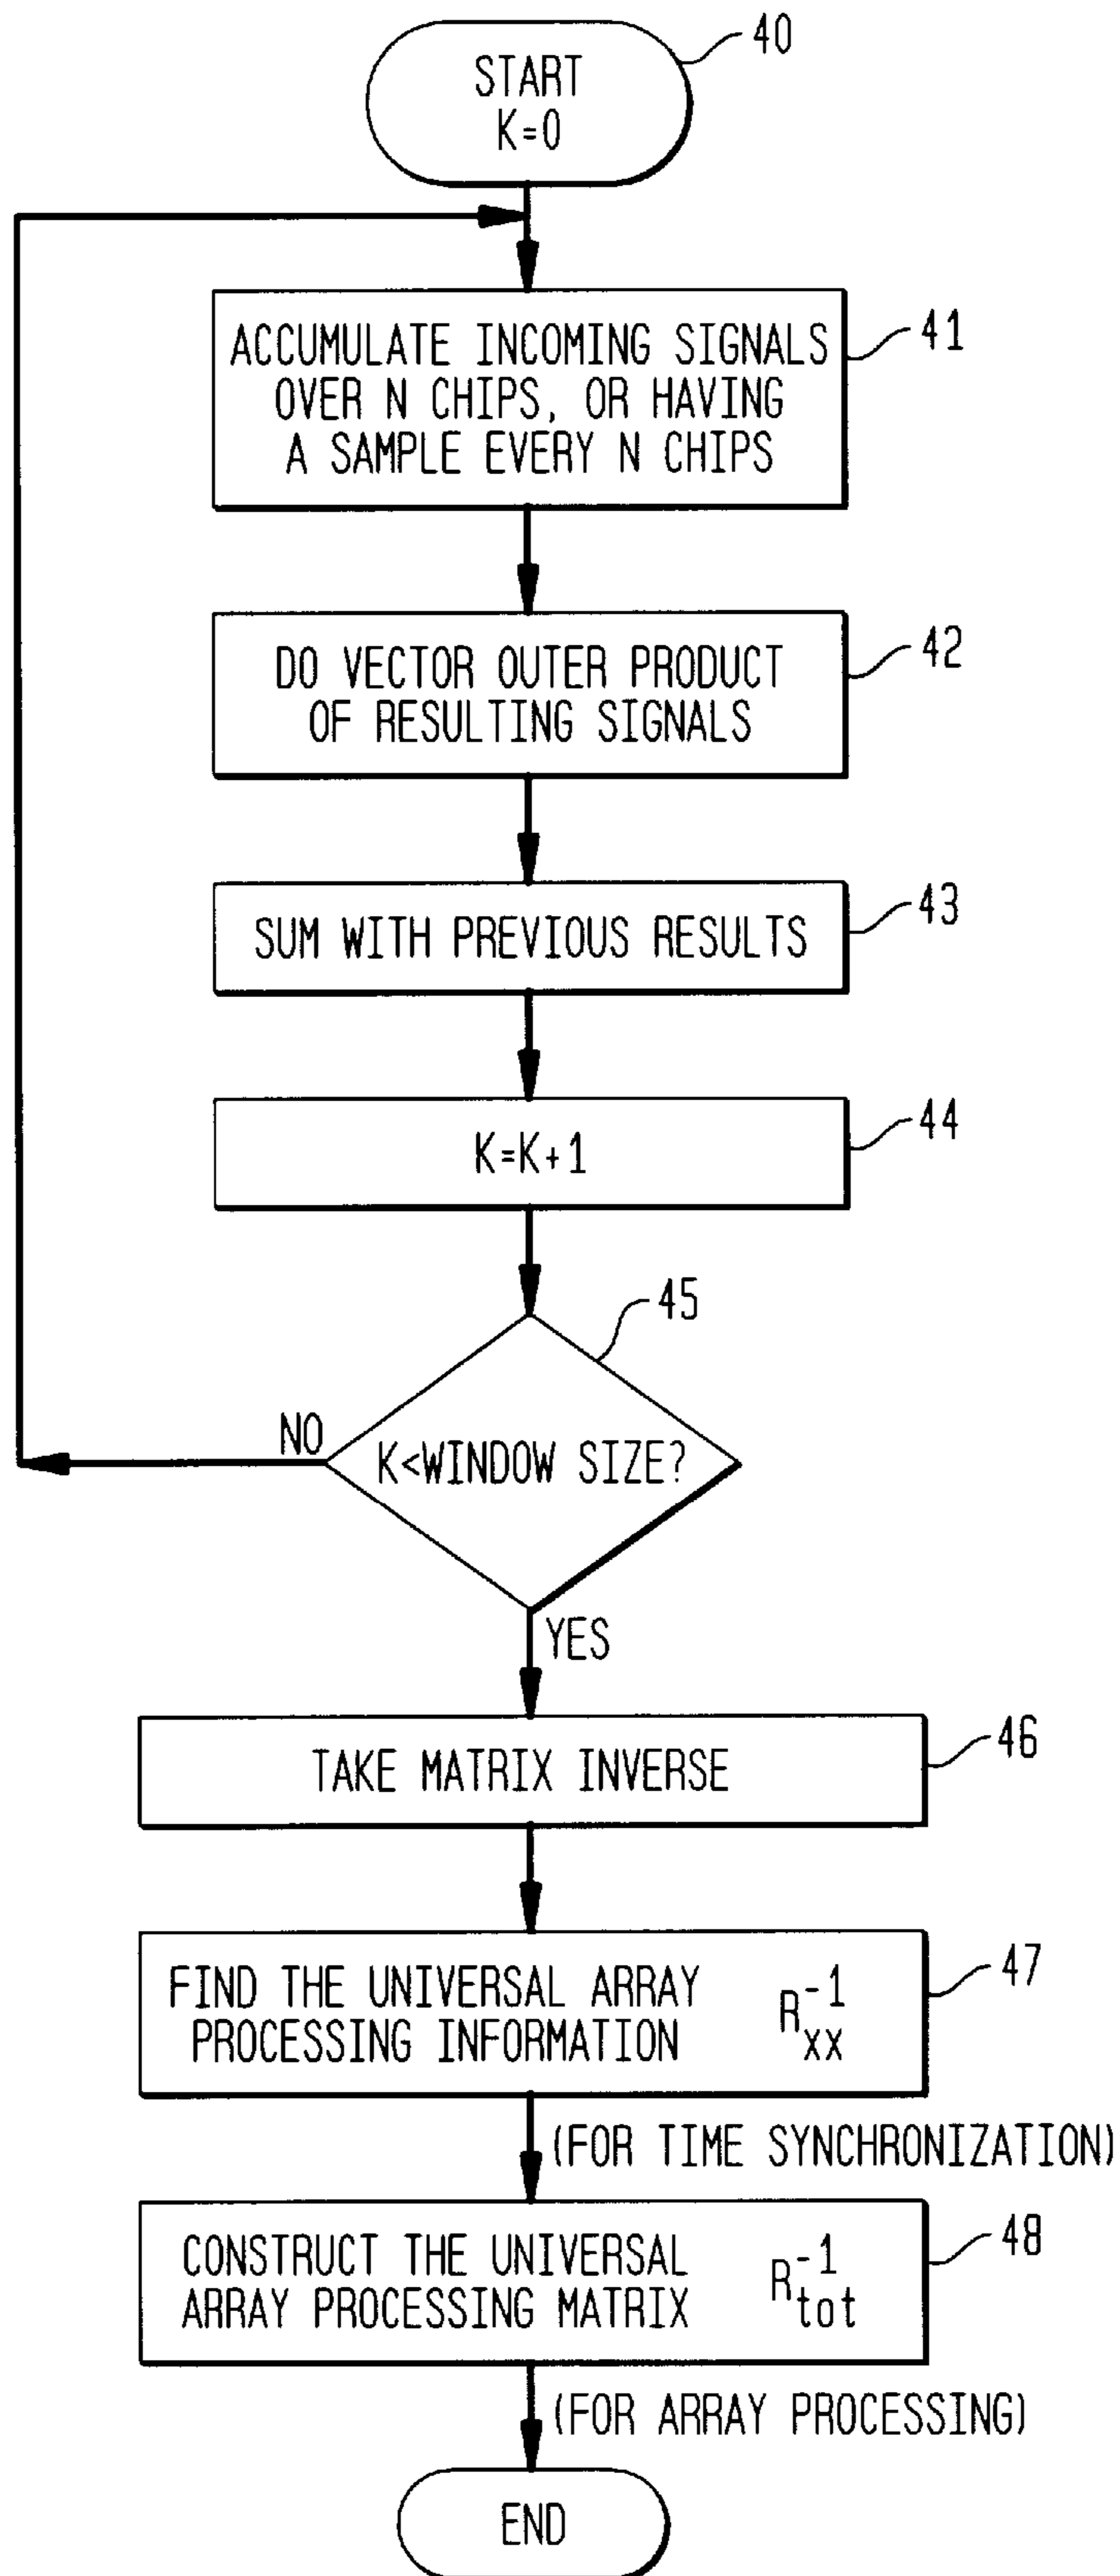 START
K=0
40
ACCUMULATE INCOMING SIGNALS
OVER N CHIPS, OR HAVING
A SAMPLE EVERY N CHIPS
41
DO VECTOR OUTER PRODUCT
OF RESULTING SIGNALS
42
SUM WITH PREVIOUS RESULTS
43
K=K+1
44
45
K<WINDOW SIZE?
NO
YES
TAKE MATRIX INVERSE
46
FIND THE UNIVERSAL ARRAY
PROCESSING INFORMATION
R_xx^-1
47
(FOR TIME SYNCHRONIZATION)
CONSTRUCT THE UNIVERSAL
ARRAY PROCESSING MATRIX
R_tot^-1
48
(FOR ARRAY PROCESSING)
END